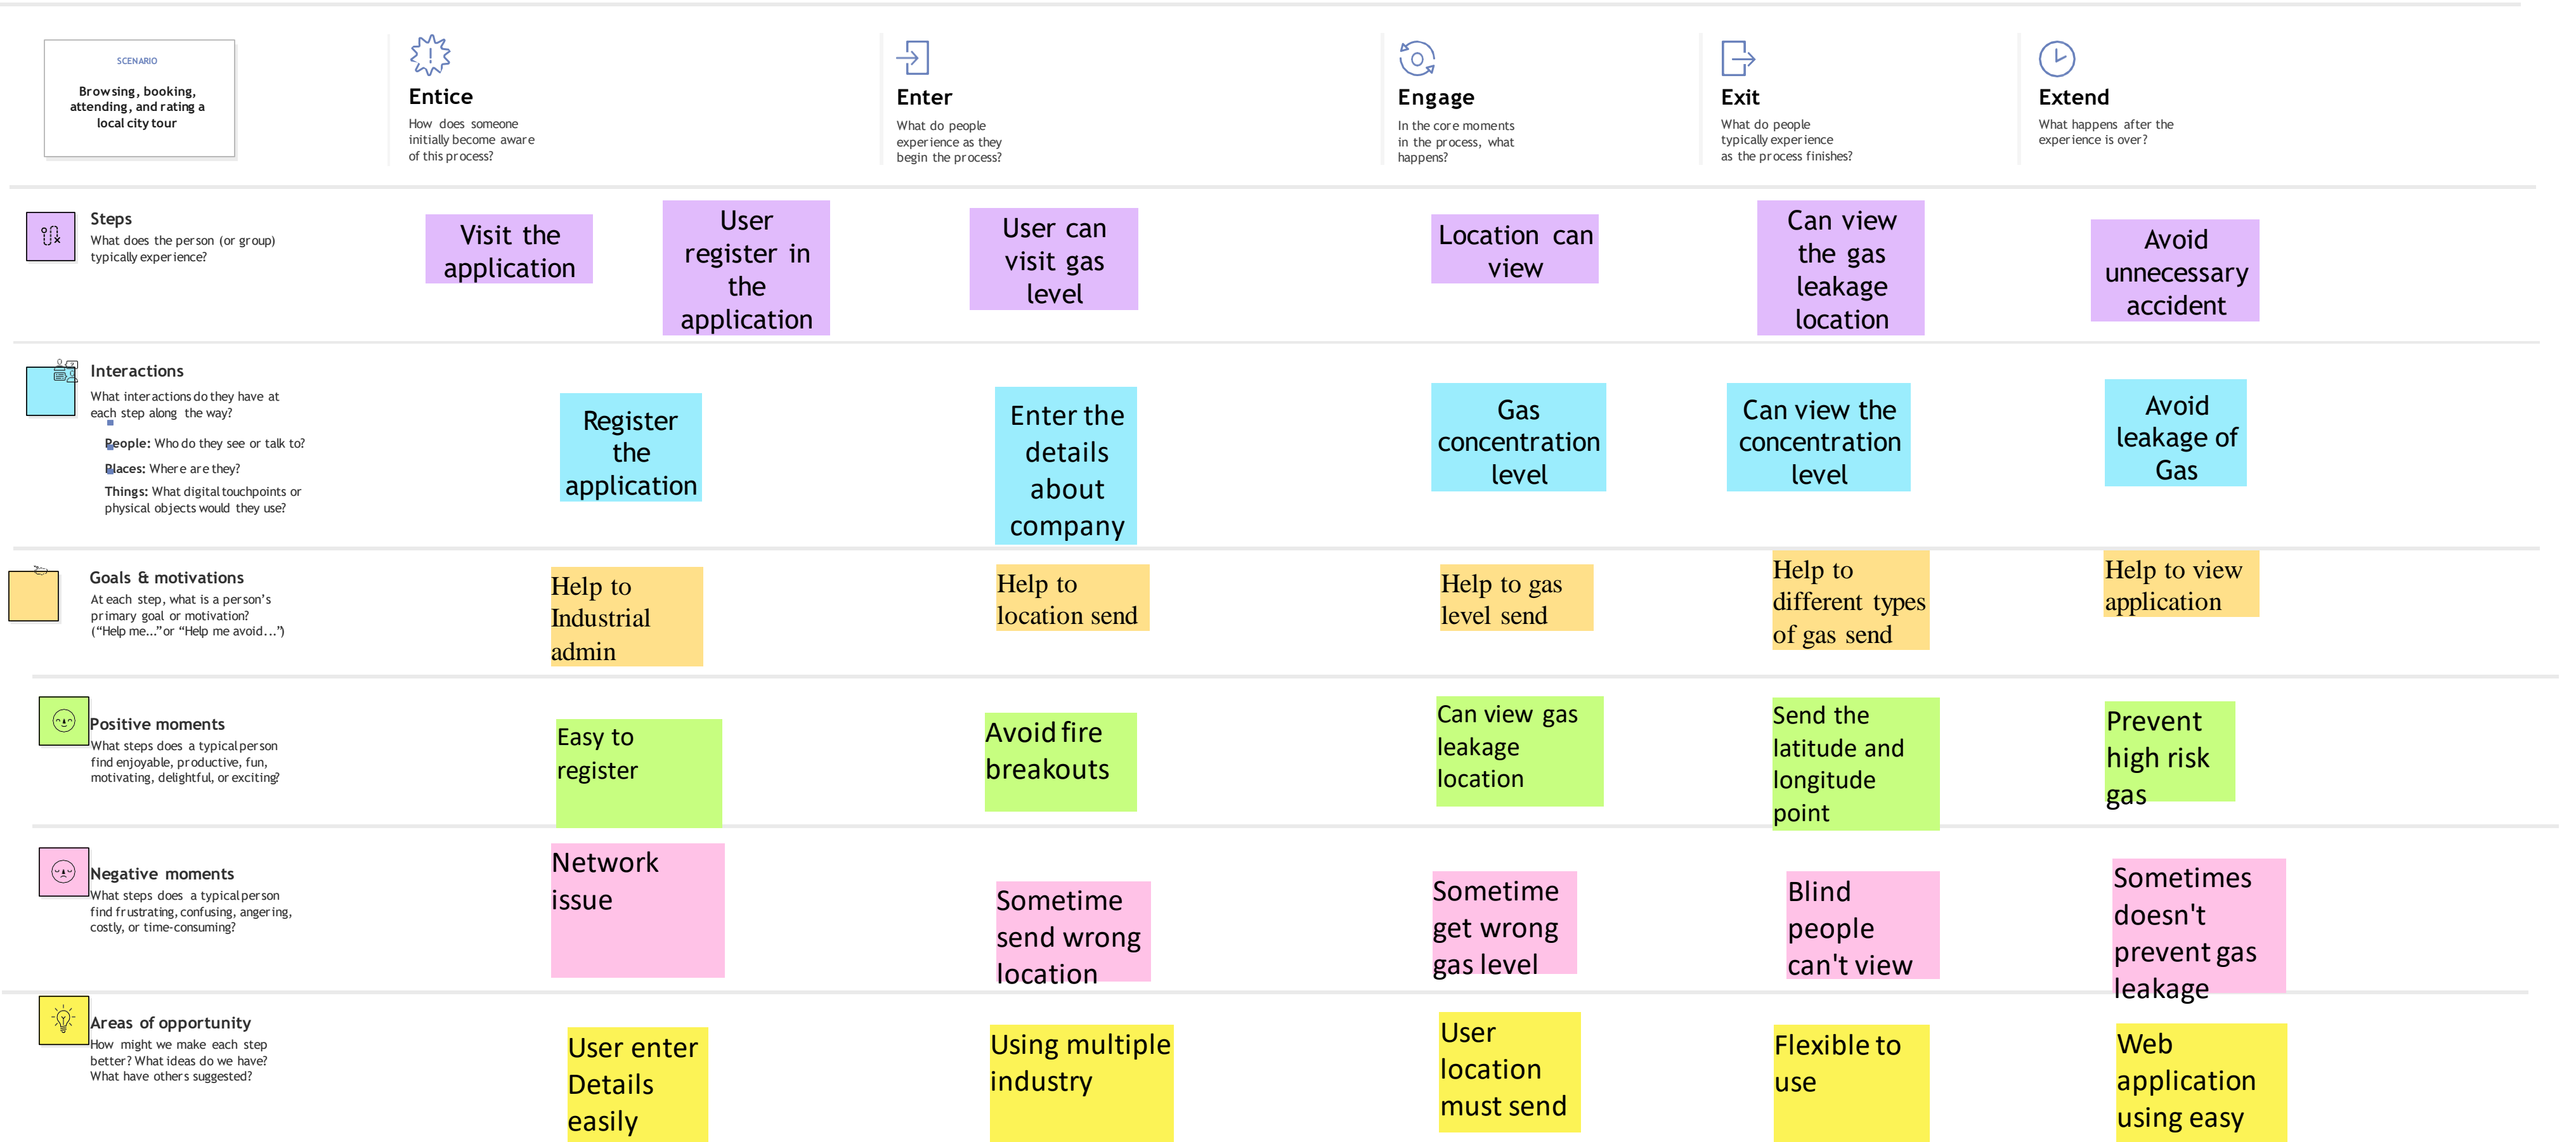 SCENARIO
Browsing, booking,
attending, and rating a
local city tour
Entice
How does someone
initially become aware
of this process?
Enter
What do people
experience as they
begin the process?
Engage
In the core moments
in the process, what
happens?
Exit
What do people
typically experience
as the process finishes?
Extend
What happens after the
experience is over?
Steps
What does the person (or group)
typically experience?
Visit the
application
User
register in
the
application
User can
visit gas
level
Location can
view
Can view
the gas
leakage
location
Avoid
unnecessary
accident
Interactions
What interactions do they have at
each step along the way?
People: Who do they see or talk to?
Places: Where are they?
Things: What digital touchpoints or
physical objects would they use?
Register
the
application
Enter the
details
about
company
Gas
concentration
level
Can view the
concentration
level
Avoid
leakage of
Gas
Goals & motivations
At each step, what is a person's
primary goal or motivation?
("Help me..." or "Help me avoid...")
Help to
Industrial
admin
Help to
location send
Help to gas
level send
Help to
different types
of gas send
Help to view
application
Positive moments
What steps does a typical person
find enjoyable, productive, fun,
motivating, delightful, or exciting?
Easy to
register
Avoid fire
breakouts
Can view gas
leakage
location
Send the
latitude and
longitude
point
Prevent
high risk
gas
Negative moments
What steps does a typical person
find frustrating, confusing, angering,
costly, or time-consuming?
Network
issue
Sometime
send wrong
location
Sometime
get wrong
gas level
Blind
people
can't view
Sometimes
doesn't
prevent gas
leakage
Areas of opportunity
How might we make each step
better? What ideas do we have?
What have others suggested?
User enter
Details
easily
Using multiple
industry
User
location
must send
Flexible to
use
Web
application
using easy